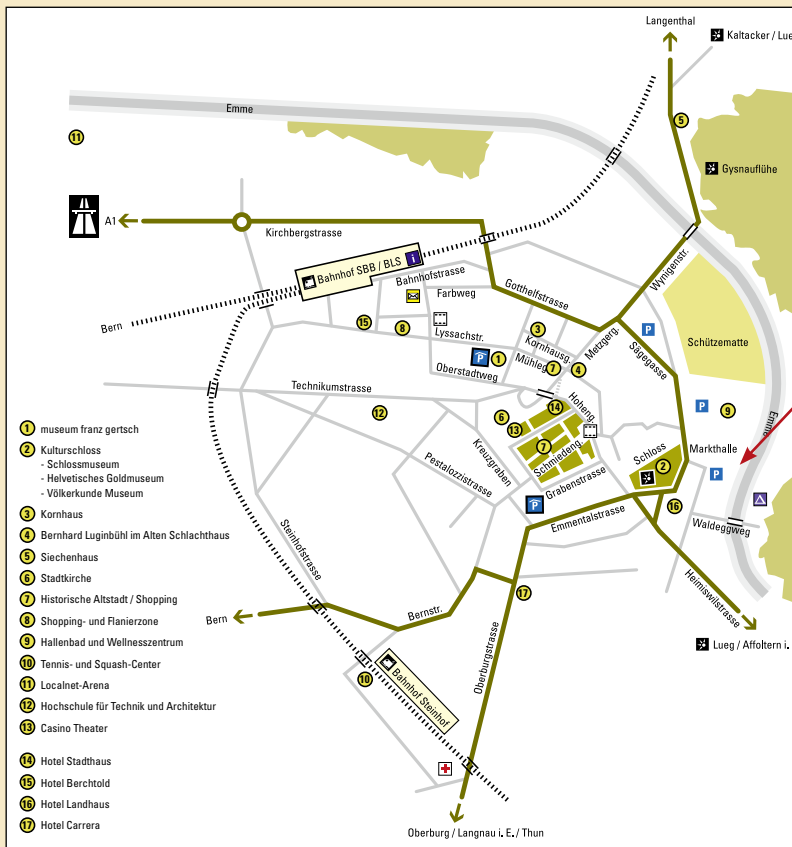 Langenthal
Kaltacker / Lue
Emme
11
5
Gysnauflühe
A1
Kirchbergstrasse
Wynigenstr.
Bahnhof SBB / BLS
i
Bahnhofstrasse
Farbweg
Gotthelfstrasse
Bern
Schützematte
15
8
Lyssachstr.
3
Kornhausg.
Metzgerg.
P
Sägegasse
P
1
Mühleg.
7
4
Oberstadtweg
Technikumstrasse
12
6
14
Hoheng.
P
9
Emme
13
7
Schmiedeng.
Kreuzgraben
Markthalle
Schloss
2
P
Pestalozzistrasse
Grabenstrasse
P
16
Emmentalstrasse
Waldeggweg
Steinhofstrasse
Heimiswilstrasse
17
Bern
Bernstr.
Oberburgstrasse
Lueg / Affoltern i.
10
Bahnhof Steinhof
Oberburg / Langnau i. E. / Thun
1 museum franz gertsch
2 Kulturschloss
- Schlossmuseum
- Helvetisches Goldmuseum
- Völkerkunde Museum
3 Kornhaus
4 Bernhard Luginbühl im Alten Schlachthaus
5 Siechenhaus
6 Stadtkirche
7 Historische Altstadt / Shopping
8 Shopping- und Flanierzone
9 Hallenbad und Wellnesszentrum
10 Tennis- und Squash-Center
11 Localnet-Arena
12 Hochschule für Technik und Architektur
13 Casino Theater
14 Hotel Stadthaus
15 Hotel Berchtold
16 Hotel Landhaus
17 Hotel Carrera